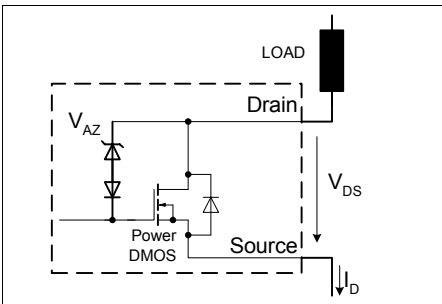 LOAD
Drain
V_AZ
V_DS
Power
DMOS
Source
I_D